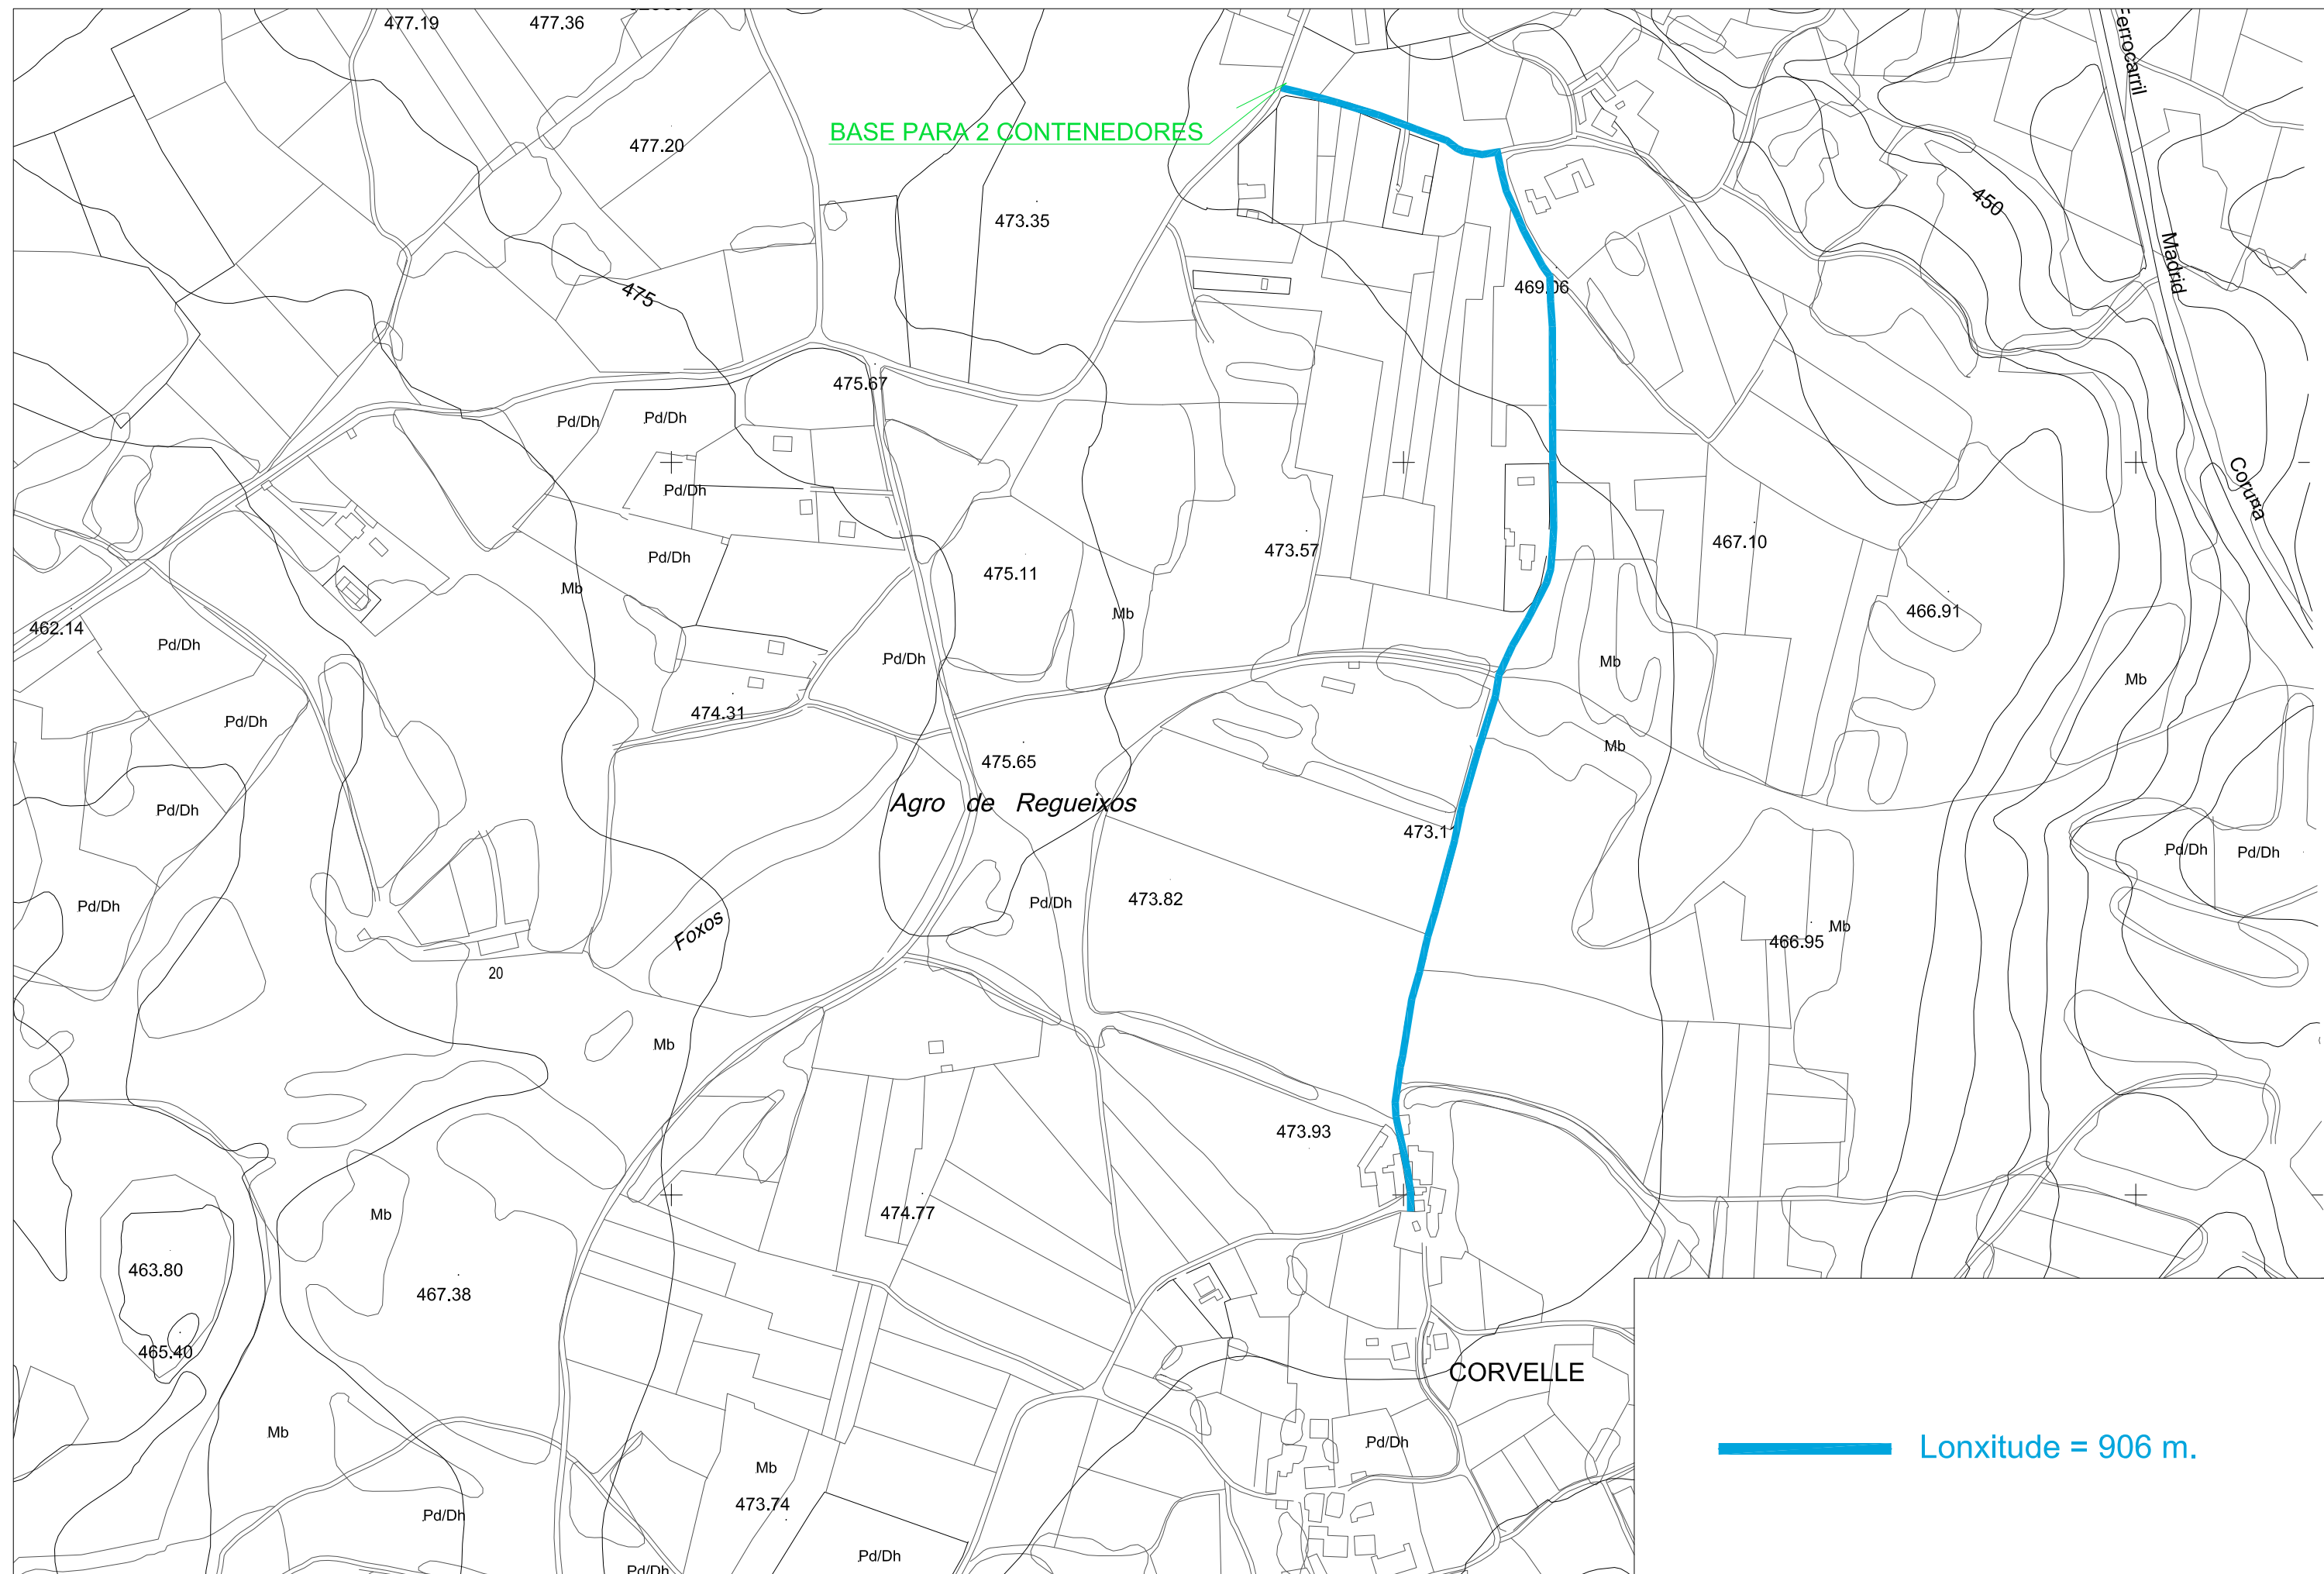 477.19
477.36
Ferrocarril
BASE PARA 2 CONTENEDORES
477.20
450
473.35
Madrid
475
469.06
475.67
Pd/Dh
Pd/Dh
Pd/Dh
Coruña
473.57
467.10
Pd/Dh
475.11
Mb
Mb
466.91
462.14
Pd/Dh
Pd/Dh
Mb
Mb
474.31
Pd/Dh
Mb
475.65
Agro de Regueixos
Pd/Dh
473.1
Pd/Dh
Pd/Dh
Pd/Dh
Pd/Dh
473.82
Foxos
Mb
466.95
20
Mb
473.93
Mb
474.77
463.80
467.38
465.40
CORVELLE
Mb
Pd/Dh
Lonxitude = 906 m.
Mb
473.74
Pd/Dh
Pd/Dh
Pd/Dh